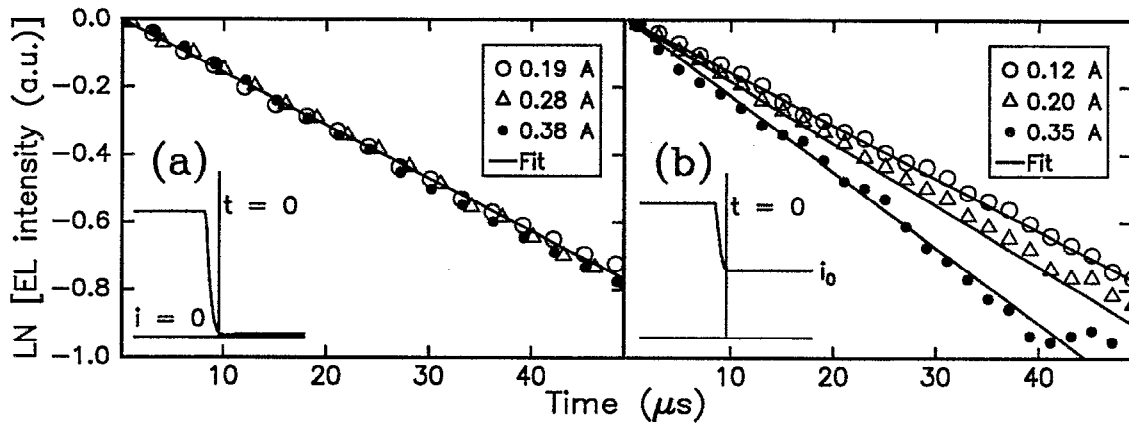 LN [EL intensity (a.u.)]
0.0
-0.2
-0.4
-0.6
-0.8
-1.0
0.19 A
0.28 A
0.38 A
Fit
(a)
t = 0
i = 0
10
20
30
40
0.12 A
0.20 A
0.35 A
Fit
(b)
t = 0
i₀
10
20
30
40
Time (μs)